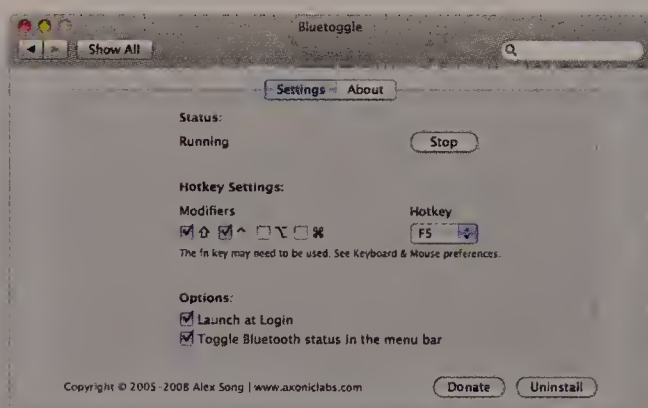 Bluetoggle
Show All
Settings About
Status:
Running Stop
Hotkey Settings:
Modifiers Hotkey
⇧ ^ ⌥ ⌘ F5
The fn key may need to be used. See Keyboard & Mouse preferences.
Options:
Launch at Login
Toggle Bluetooth status in the menu bar
Copyright © 2005-2008 Alex Song | www.axoniclabs.com Donate Uninstall